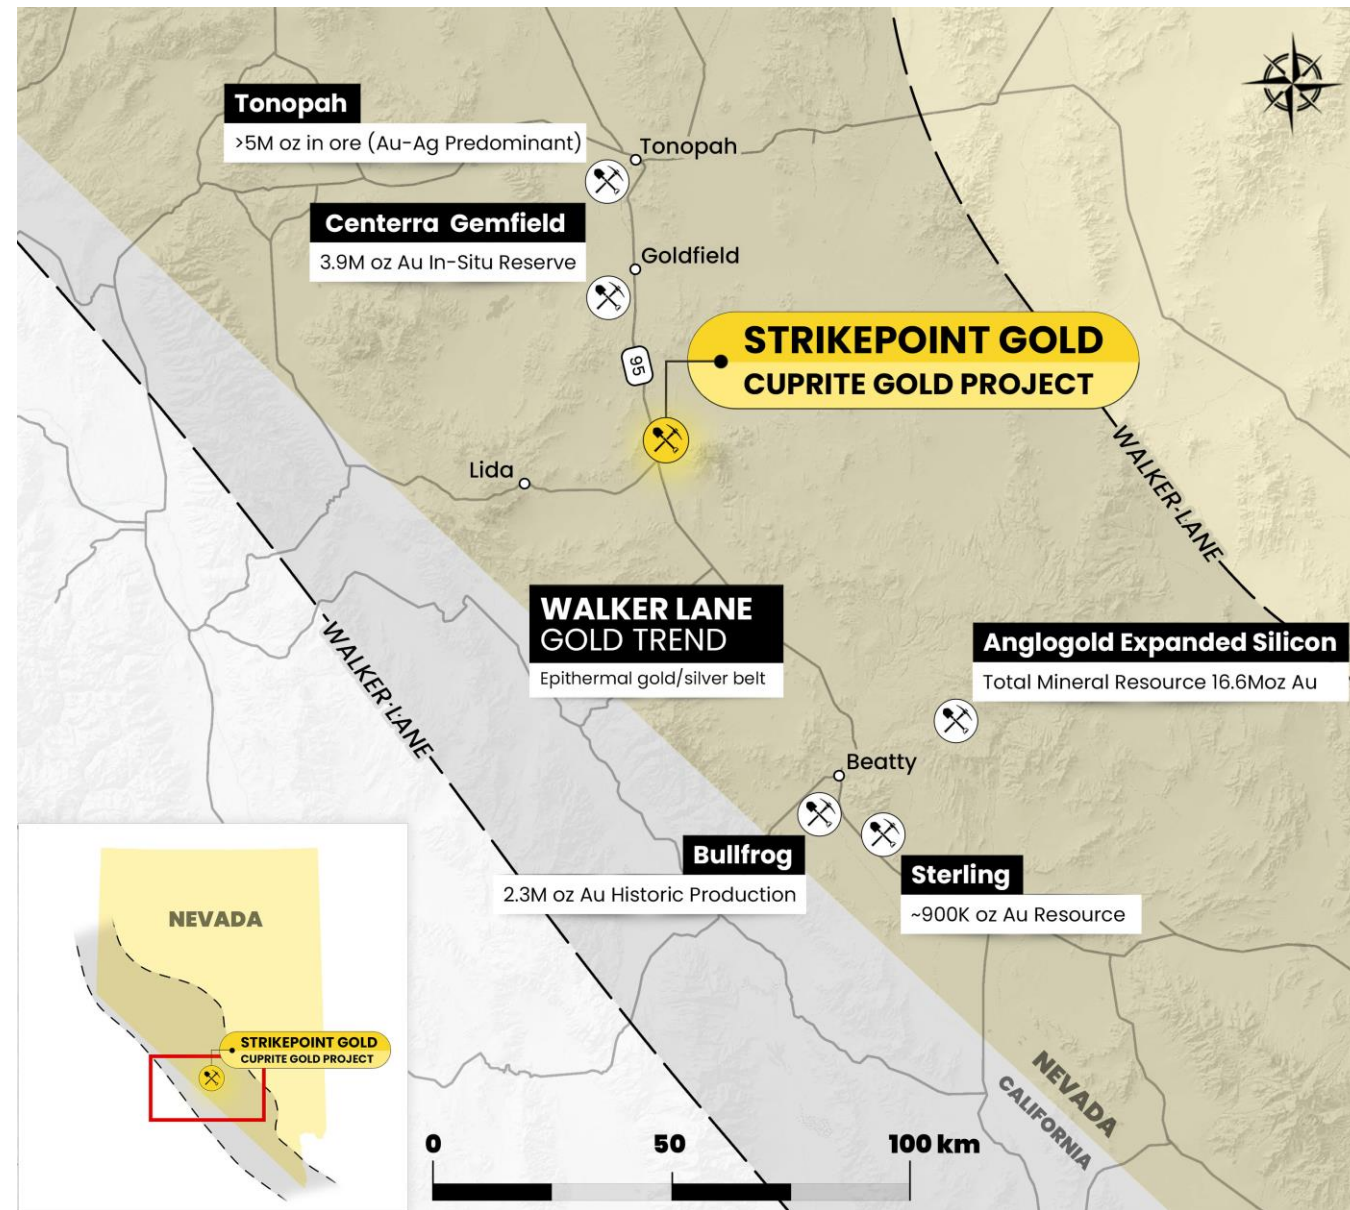 Tonopah
>5M oz in ore (Au-Ag Predominant)
Tonopah
Centerra Gemfield
3.9M oz Au In-Situ Reserve
Goldfield
95
STRIKEPOINT GOLD
CUPRITE GOLD PROJECT
WALKER LANE
Lida
WALKER LANE
GOLD TREND
Epithermal gold/silver belt
WALKER LANE
Anglogold Expanded Silicon
Total Mineral Resource 16.6Moz Au
Beatty
Bullfrog
2.3M oz Au Historic Production
Sterling
~900K oz Au Resource
NEVADA
STRIKEPOINT GOLD
CUPRITE GOLD PROJECT
NEVADA
CALIFORNIA
0 50 100 km